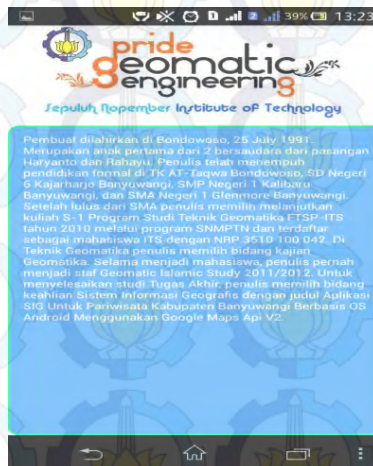 39% 13:23
pride
geomatic
engineering
Sepuluh Nopember Institute of Technology
Pembuat dilahirkan di Bondowoso, 25 July 1991.
Merupakan anak pertama dari 2 bersaudara dari pasangan
Haryanto dan Rahayu. Penulis telah menempuh
pendidikan formal di TK AT-Taqwa Bondowoso, SD Negeri
6 Kajarharjo Banyuwangi, SMP Negeri 1 Kalibaru
Banyuwangi, dan SMA Negeri 1 Glenmore Banyuwangi.
Setelah lulus dari SMA penulis memilih melanjutkan
kuliah S-1 Program Studi Teknik Geomatika FTSP-ITS
tahun 2010 melalui program SNMPTN dan terdaftar
sebagai mahasiswa ITS dengan NRP 3510 100 042. Di
Teknik Geomatika penulis memilih bidang kajian
Geomatika. Selama menjadi mahasiswa, penulis pernah
menjadi staf Geomatic Islamic Study 2011/2012. Untuk
menyelesaikan studi Tugas Akhir, penulis memilih bidang
keahlian Sistem Informasi Geografis dengan judul Aplikasi
SIG Untuk Pariwisata Kabupaten Banyuwangi Berbasis OS
Android Menggunakan Google Maps Api V2.